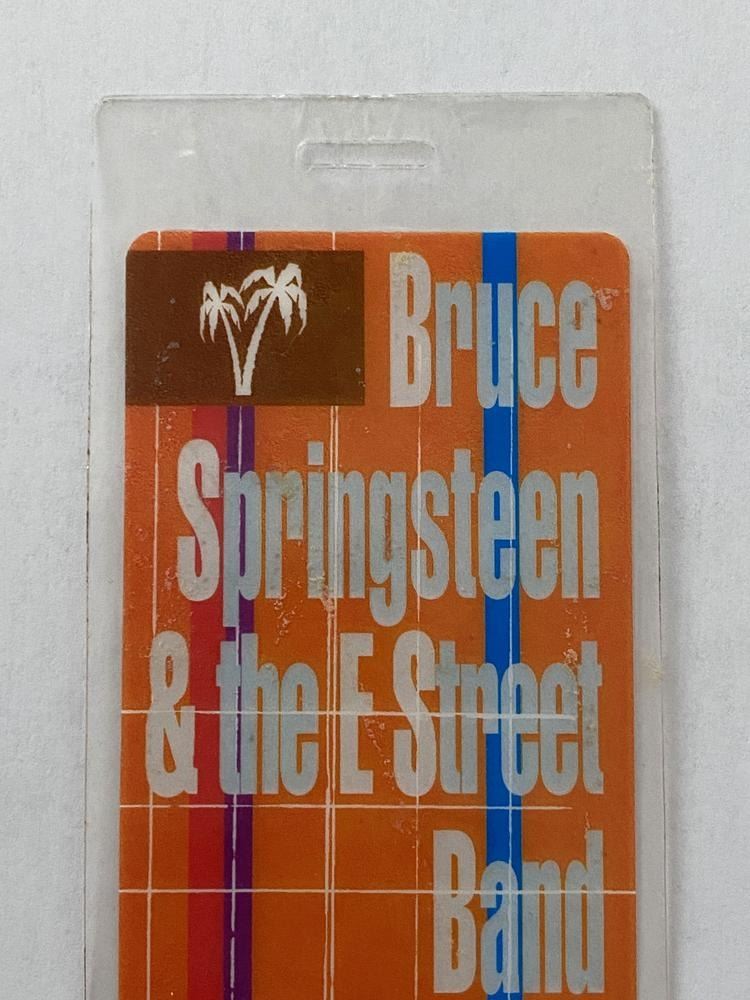 Bruce
Springsteen
& the E Street
Band